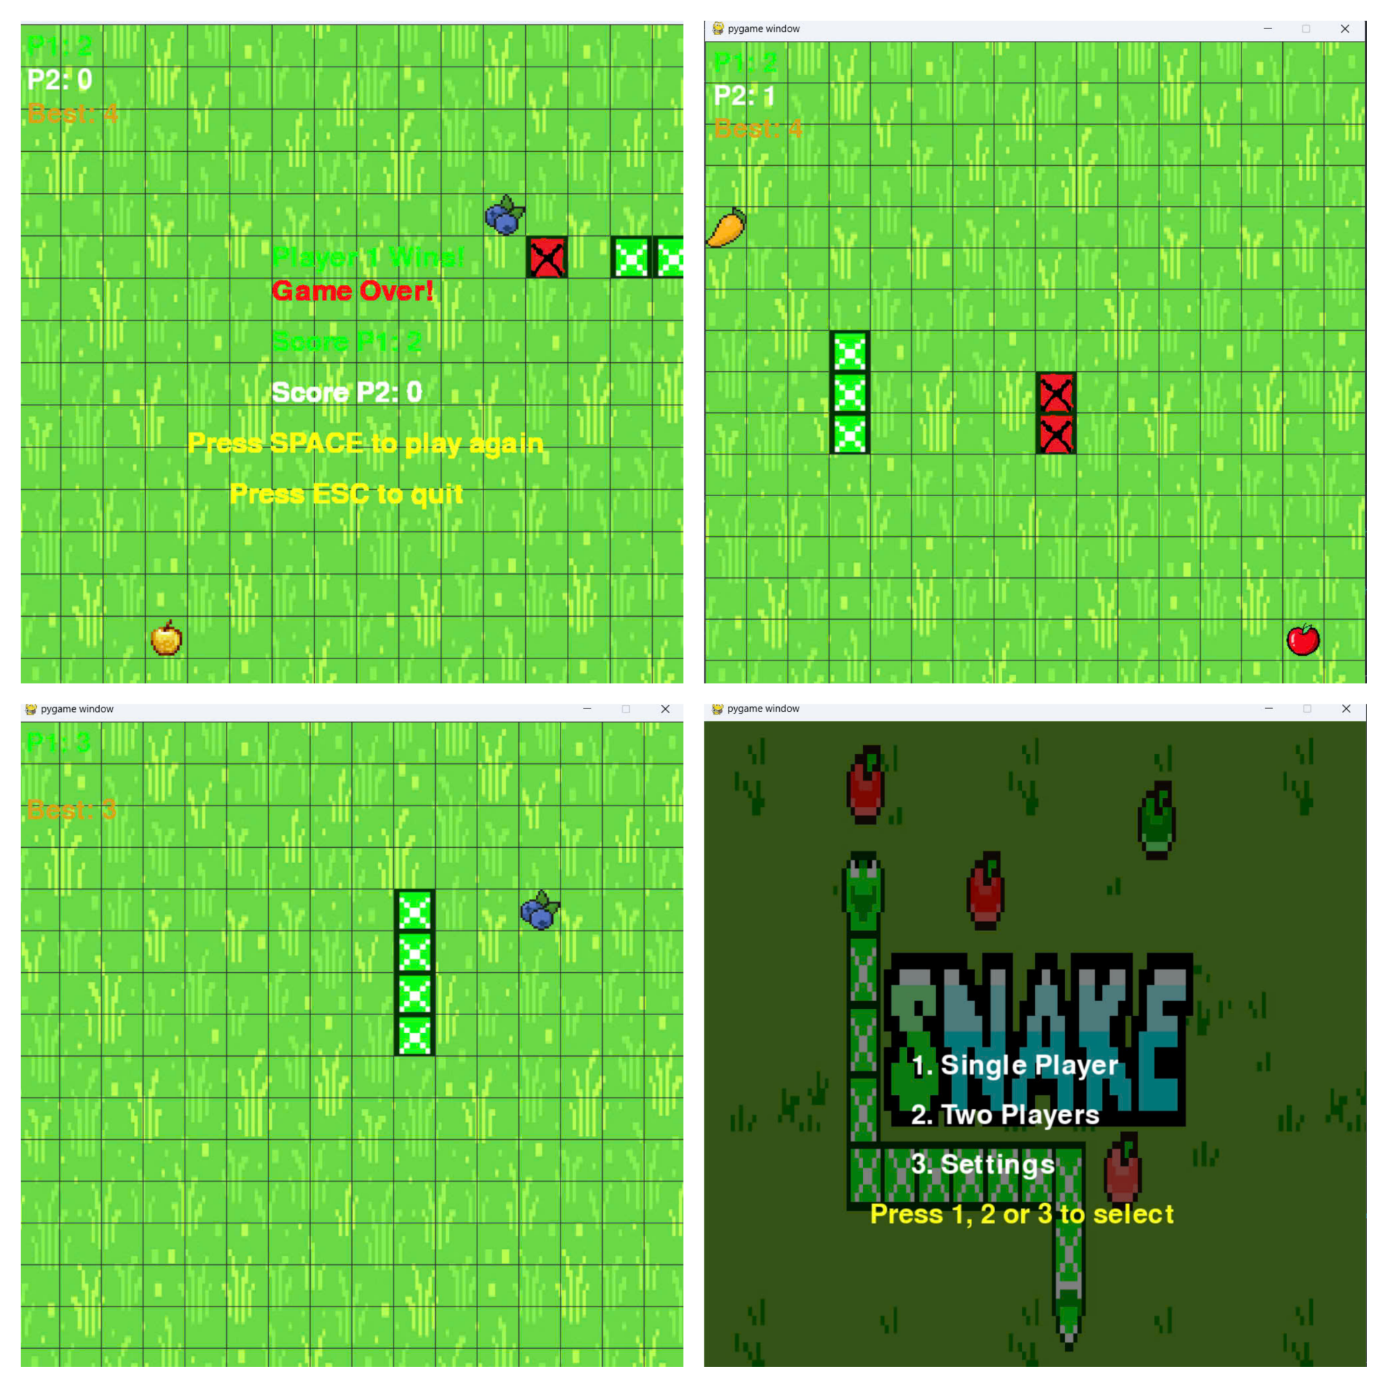 P1: 2
P2: 0
Best: 4
Player 1 Wins!
Game Over!
Score P1: 2
Score P2: 0
Press SPACE to play again
Press ESC to quit
pygame window
P1: 2
P2: 1
Best: 4
pygame window
P1: 3
Best: 3
pygame window
SNAKE
1. Single Player
2. Two Players
3. Settings
Press 1, 2 or 3 to select